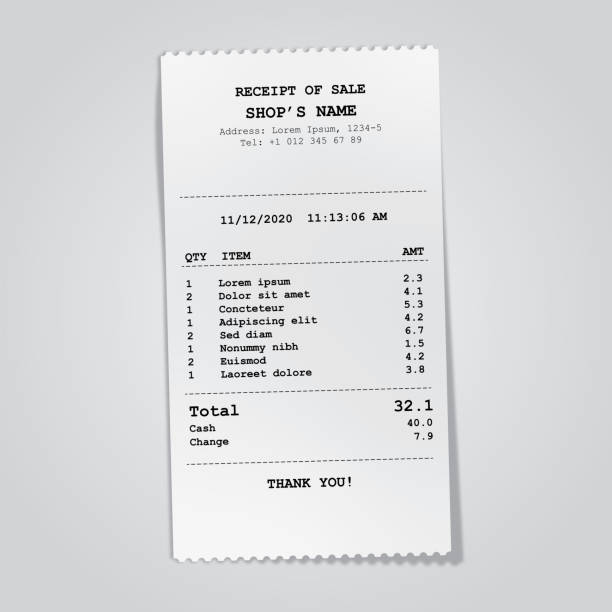 RECEIPT OF SALE
SHOP'S NAME
Address: Lorem Ipsum, 1234-5
Tel: +1 012 345 67 89
11/12/2020 11:13:06 AM
QTY ITEM AMT
1 Lorem ipsum 2.3
2 Dolor sit amet 4.1
1 Concteteur 5.3
1 Adipiscing elit 4.2
2 Sed diam 6.7
1 Nonummy nibh 1.5
2 Euismod 4.2
1 Laoreet dolore 3.8
Total 32.1
Cash 40.0
Change 7.9
THANK YOU!